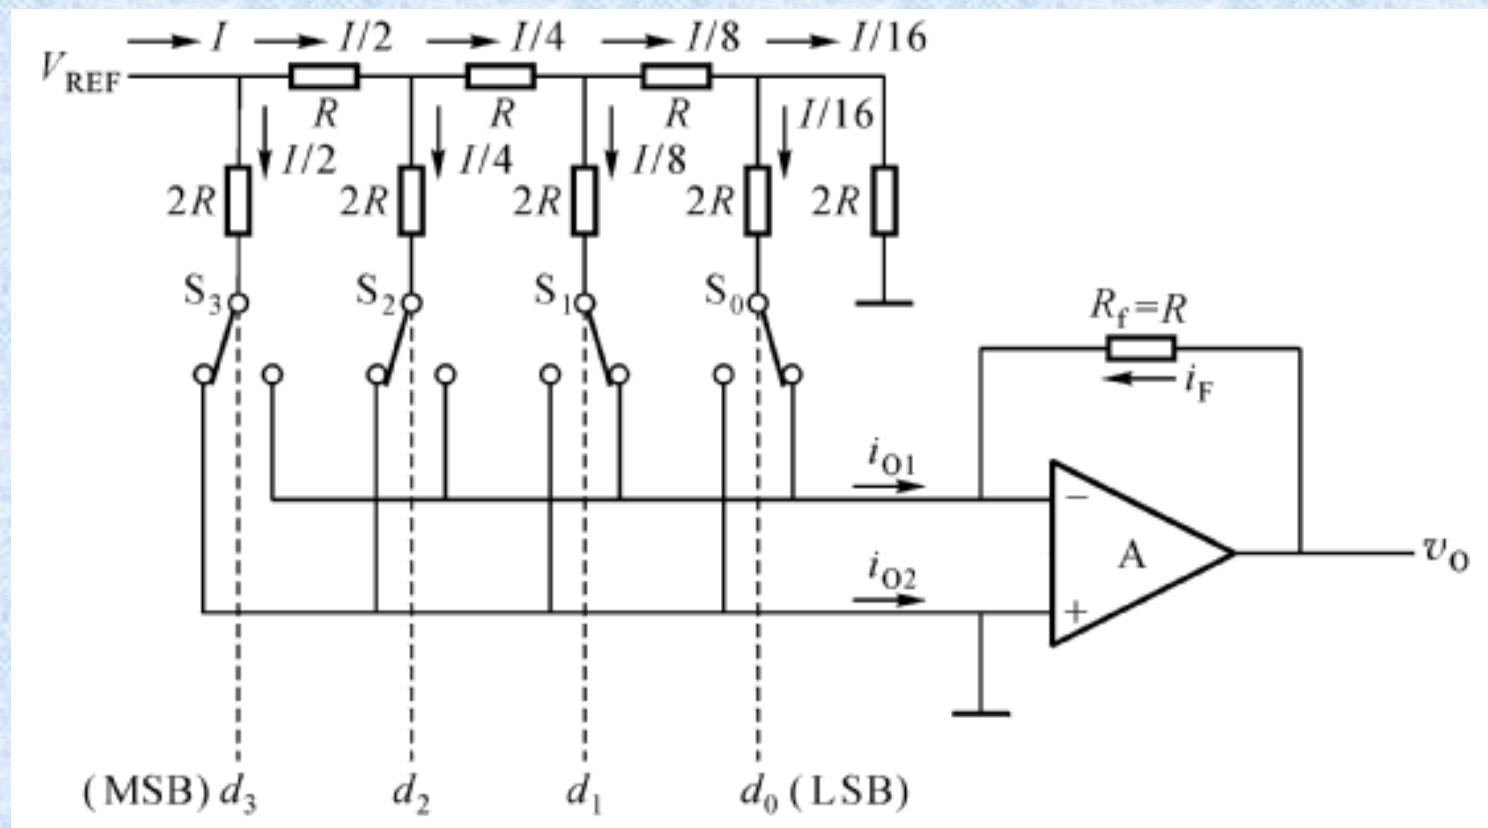 I I/2 I/4 I/8 I/16
V_REF
R R R I/16
I/2 I/4 I/8
2R 2R 2R 2R 2R
S₃ S₂ S₁ S₀
R_f=R
i_F
i_O1
− A v_O
i_O2
+
(MSB) d₃ d₂ d₁ d₀ (LSB)